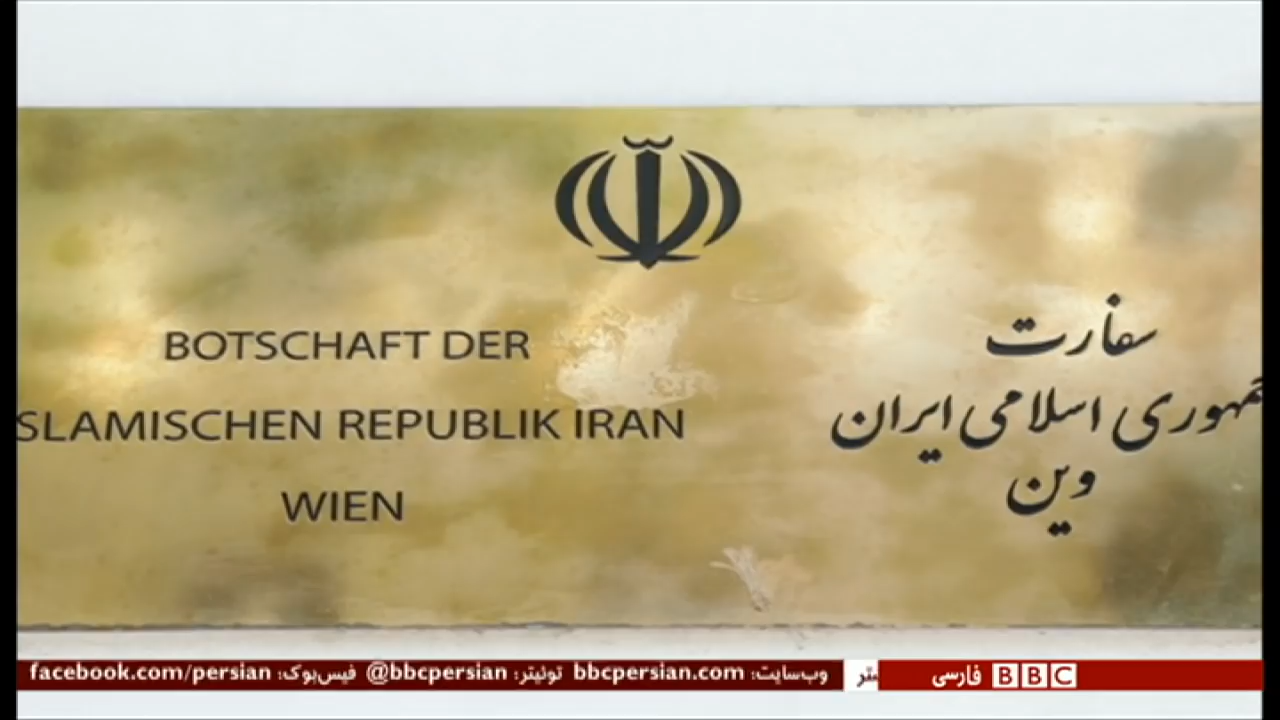 BOTSCHAFT DER
SLAMISCHEN REPUBLIK IRAN
WIEN
سفارت
جمهوری اسلامی ایران
وین
facebook.com/persian فیس‌بوک: @bbcpersian توئیتر: bbcpersian.com وب‌سایت:
BBC فارسی